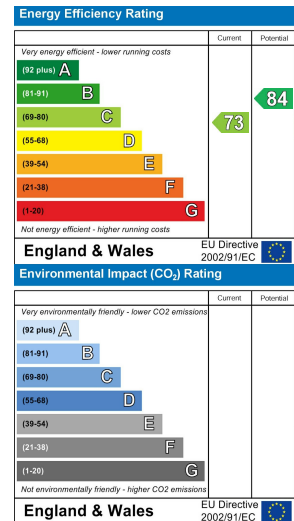 Energy Efficiency Rating
Current Potential
Very energy efficient - lower running costs
(92 plus) A
(81-91) B
(69-80) C
(55-68) D
(39-54) E
(21-38) F
(1-20) G
73
84
Not energy efficient - higher running costs
England & Wales
EU Directive
2002/91/EC
Environmental Impact (CO₂) Rating
Current Potential
Very environmentally friendly - lower CO2 emissions
(92 plus) A
(81-91) B
(69-80) C
(55-68) D
(39-54) E
(21-38) F
(1-20) G
Not environmentally friendly - higher CO2 emissions
England & Wales
EU Directive
2002/91/EC